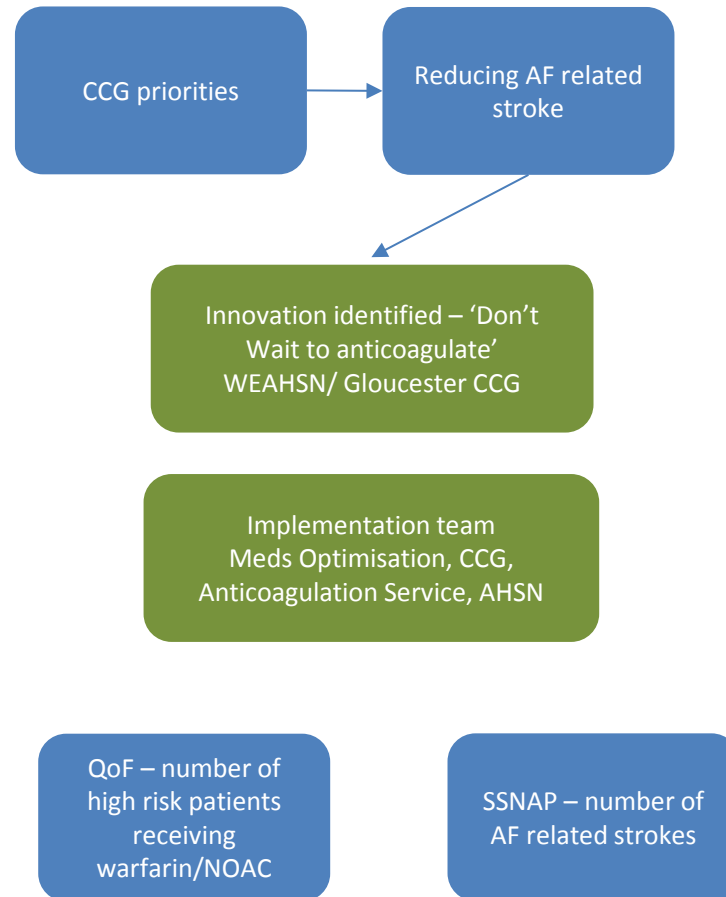 CCG priorities
Reducing AF related
stroke
Innovation identified – ‘Don’t
Wait to anticoagulate’
WEAHSN/ Gloucester CCG
Implementation team
Meds Optimisation, CCG,
Anticoagulation Service, AHSN
QoF – number of
high risk patients
receiving
warfarin/NOAC
SSNAP – number of
AF related strokes